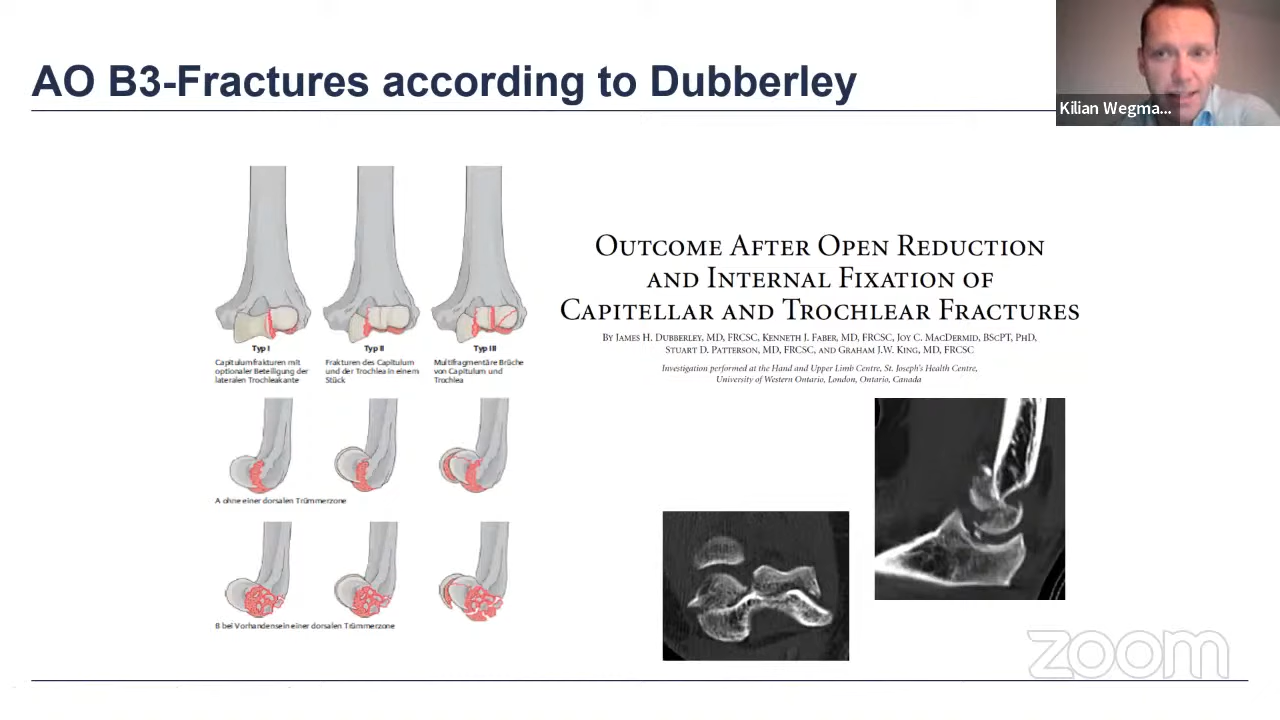 AO B3-Fractures according to Dubberley
Kilian Wegma...
Typ I
Capitulumfrakturen mit
optionaler Beteiligung der
lateralen Trochleakante
Typ II
Frakturen des Capitulum
und der Trochlea in einem
Stück
Typ III
Multifragmentäre Brüche
von Capitulum und
Trochlea
A ohne einer dorsalen Trümmerzone
B bei Vorhandensein einer dorsalen Trümmerzone
OUTCOME AFTER OPEN REDUCTION
AND INTERNAL FIXATION OF
CAPITELLAR AND TROCHLEAR FRACTURES
BY JAMES H. DUBBERLEY, MD, FRCSC, KENNETH J. FABER, MD, FRCSC, JOY C. MACDERMID, BSCPT, PHD,
STUART D. PATTERSON, MD, FRCSC, AND GRAHAM J.W. KING, MD, FRCSC
Investigation performed at the Hand and Upper Limb Centre, St. Joseph's Health Centre,
University of Western Ontario, London, Ontario, Canada
zoom